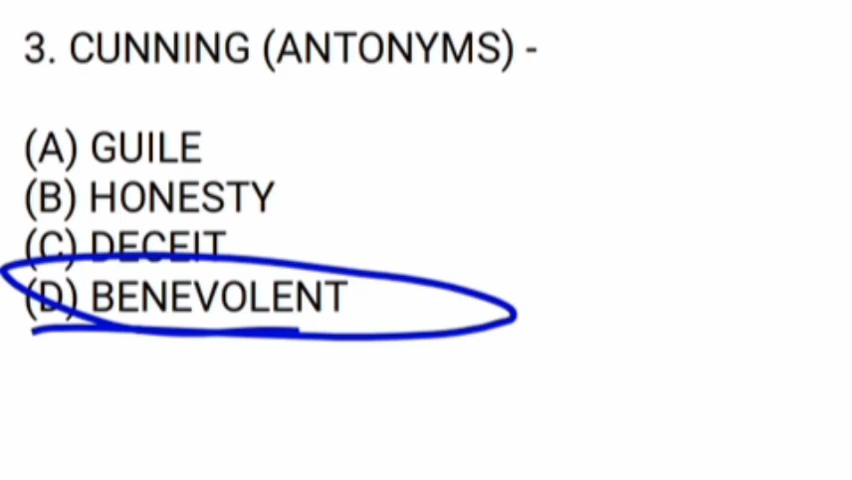 3. CUNNING (ANTONYMS) -
(A) GUILE
(B) HONESTY
(C) DECEIT
(D) BENEVOLENT